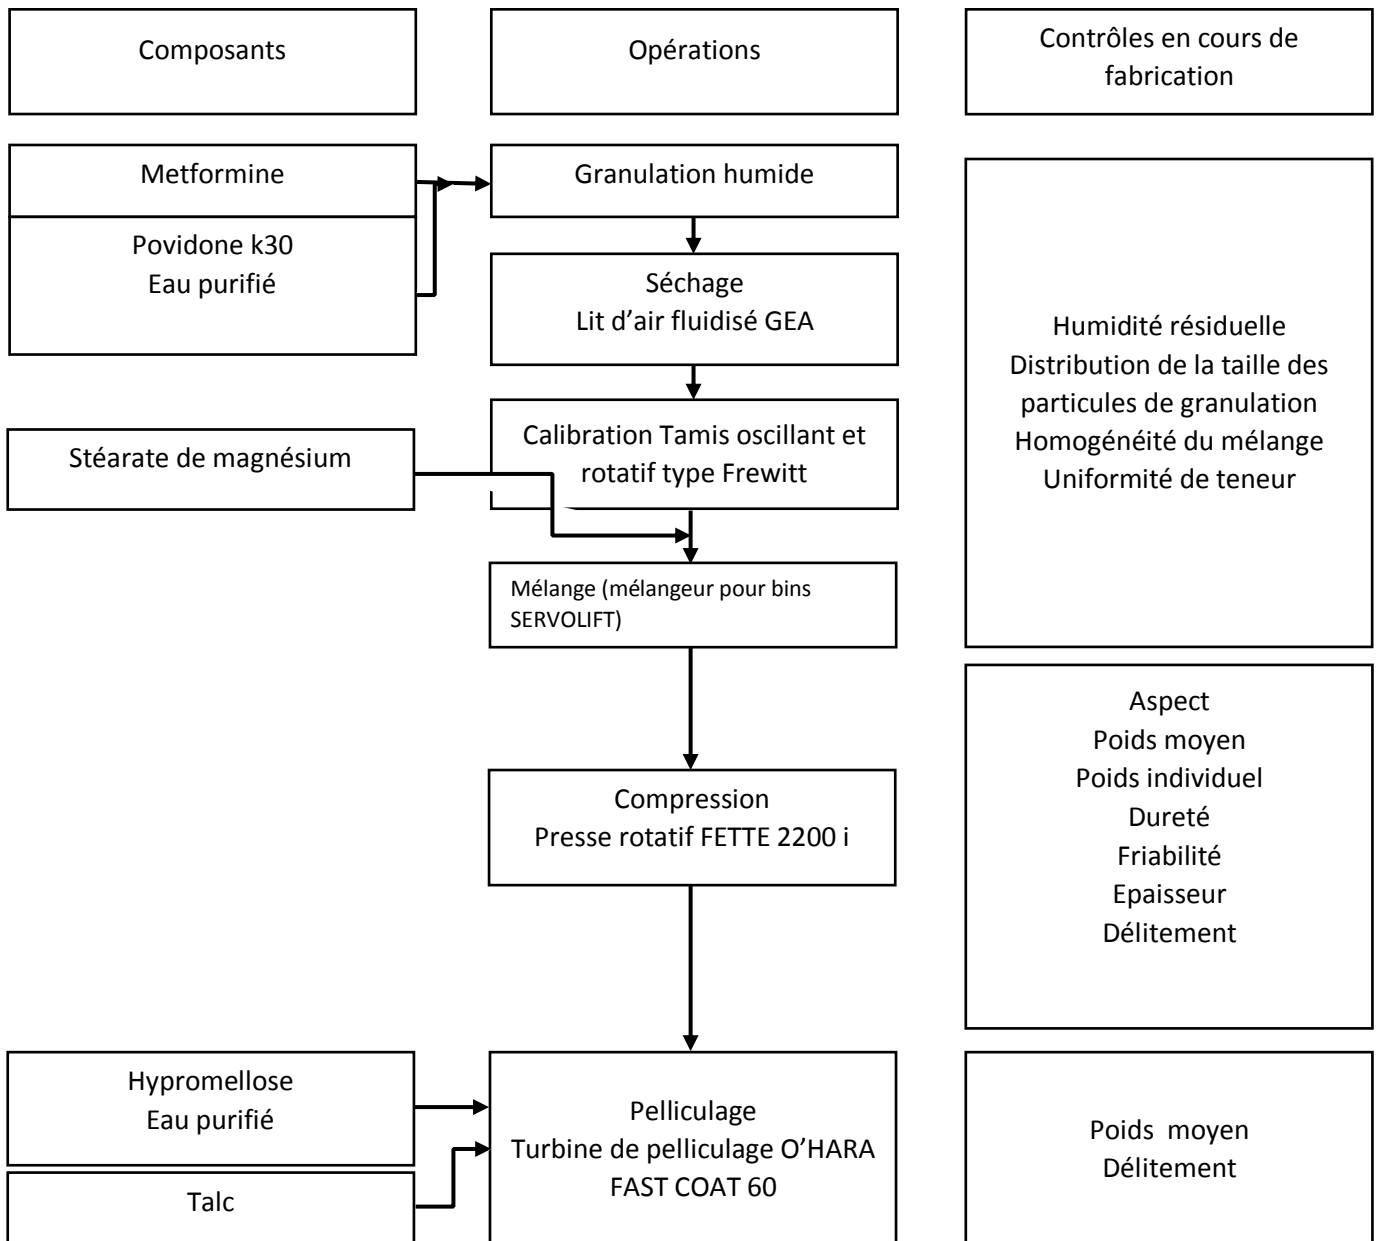 Composants
Opérations
Contrôles en cours de
fabrication
Metformine
Granulation humide
Povidone k30
Eau purifié
Séchage
Lit d’air fluidisé GEA
Humidité résiduelle
Distribution de la taille des
particules de granulation
Homogénéité du mélange
Uniformité de teneur
Stéarate de magnésium
Calibration Tamis oscillant et
rotatif type Frewitt
Mélange (mélangeur pour bins
SERVOLIFT)
Compression
Presse rotatif FETTE 2200 i
Aspect
Poids moyen
Poids individuel
Dureté
Friabilité
Epaisseur
Délitement
Hypromellose
Eau purifié
Talc
Pelliculage
Turbine de pelliculage O’HARA
FAST COAT 60
Poids moyen
Délitement